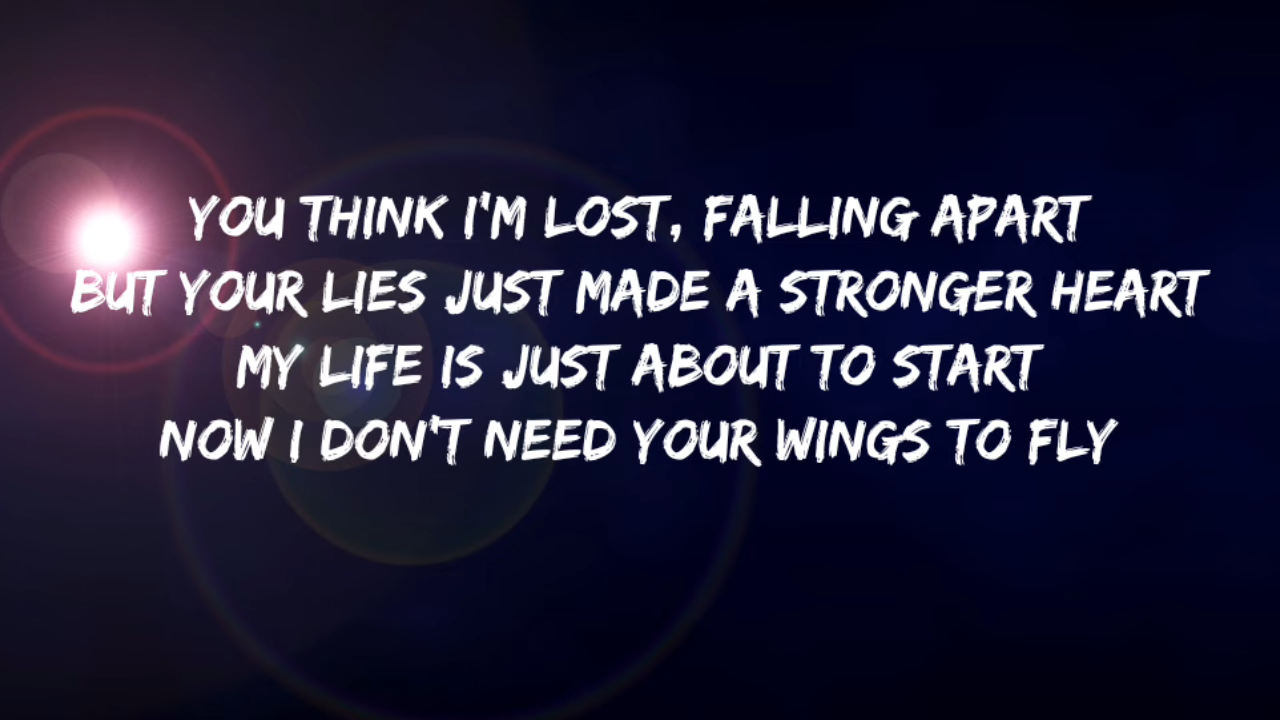 YOU THINK I'M LOST, FALLING APART
BUT YOUR LIES JUST MADE A STRONGER HEART
MY LIFE IS JUST ABOUT TO START
NOW I DON'T NEED YOUR WINGS TO FLY